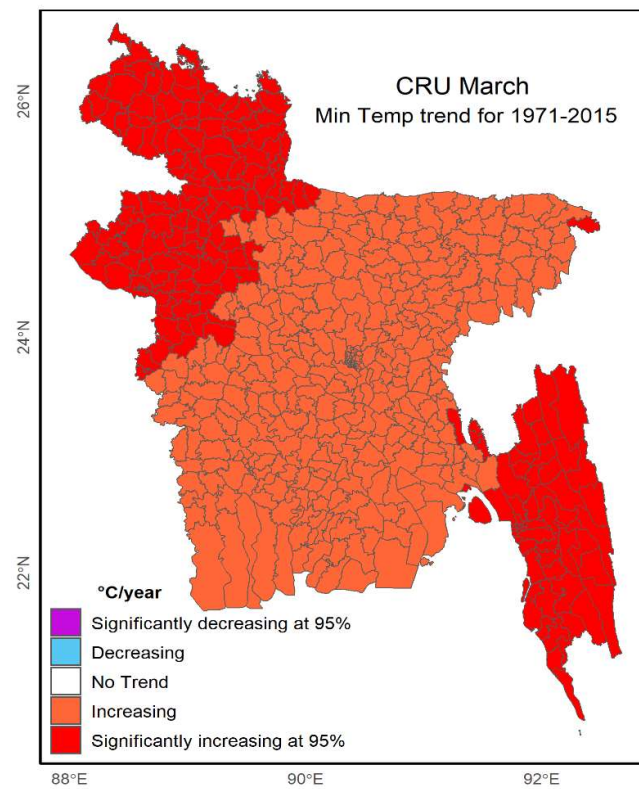 CRU March
Min Temp trend for 1971-2015
26°N
24°N
22°N
°C/year
Significantly decreasing at 95%
Decreasing
No Trend
Increasing
Significantly increasing at 95%
88°E
90°E
92°E